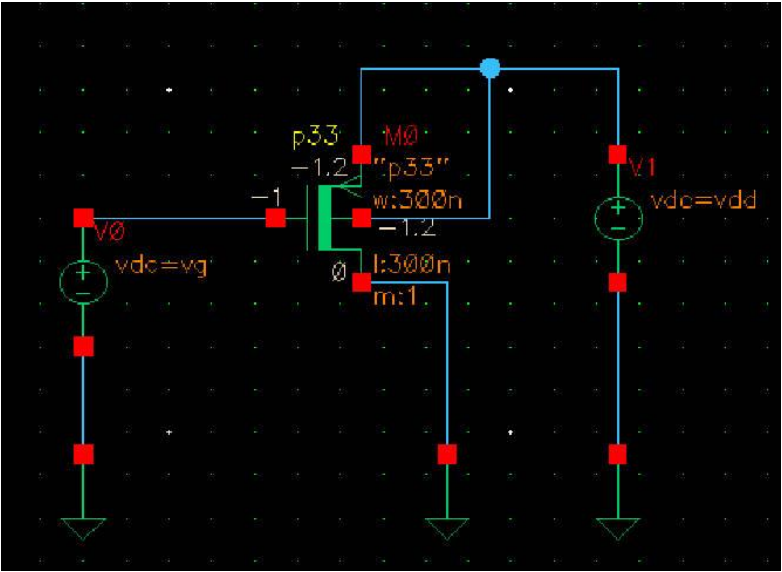 p33 M0
-1.2 "p33"
-1 w:300n V1
vdc=vdd
V0 -1.2
vdc=vg 0 l:300n
m:1